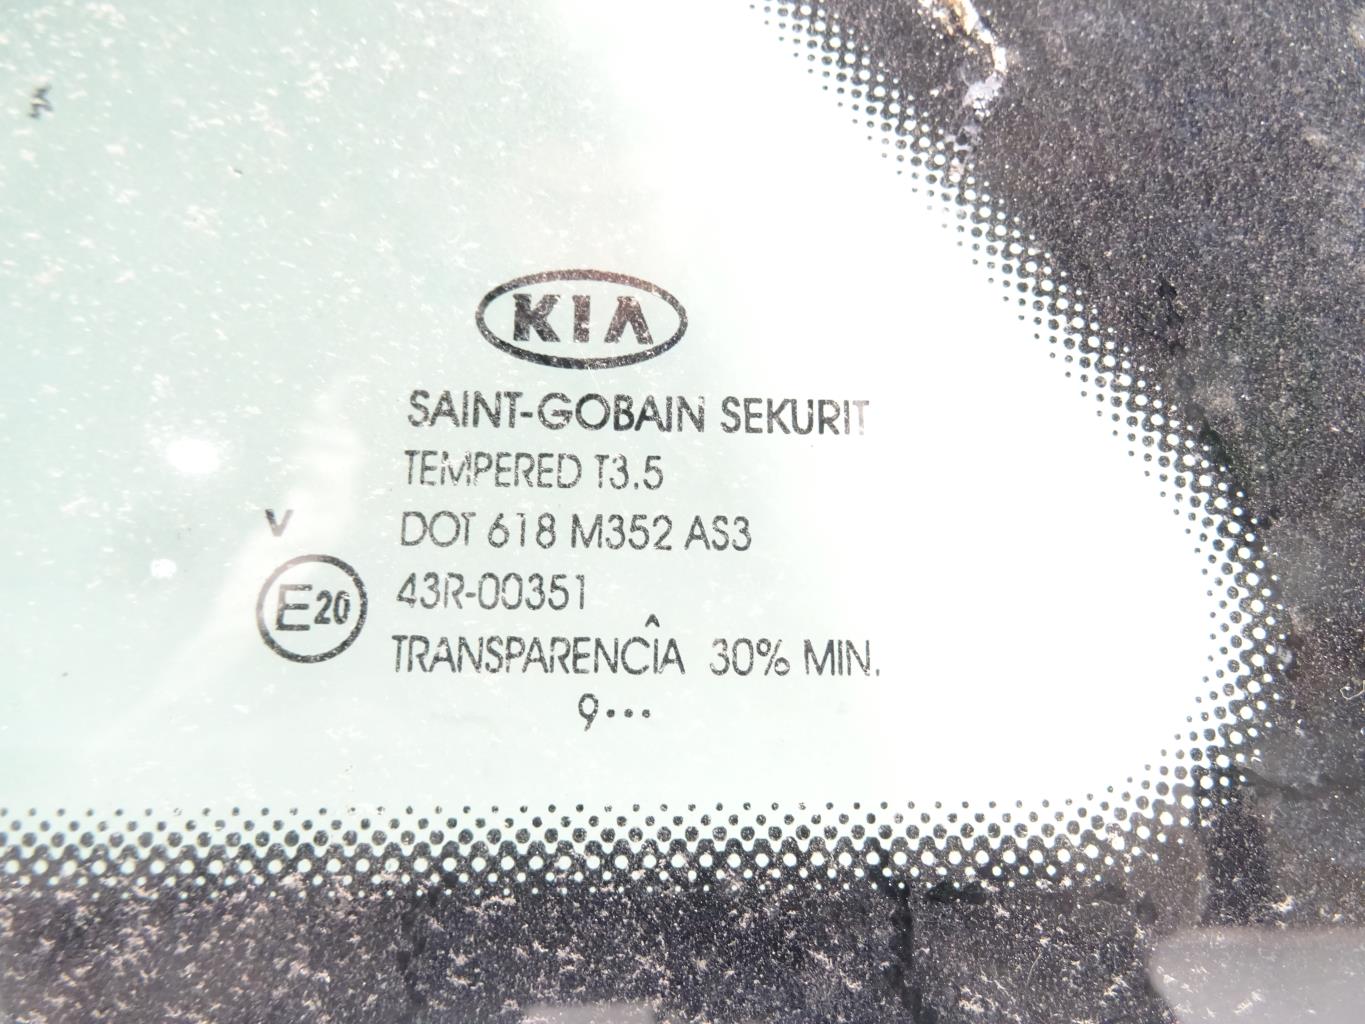 KIA
SAINT-GOBAIN SEKURIT
TEMPERED T3.5
DOT 618 M352 AS3
V
E20
43R-00351
TRANSPARENCÎA 30% MIN.
9•••